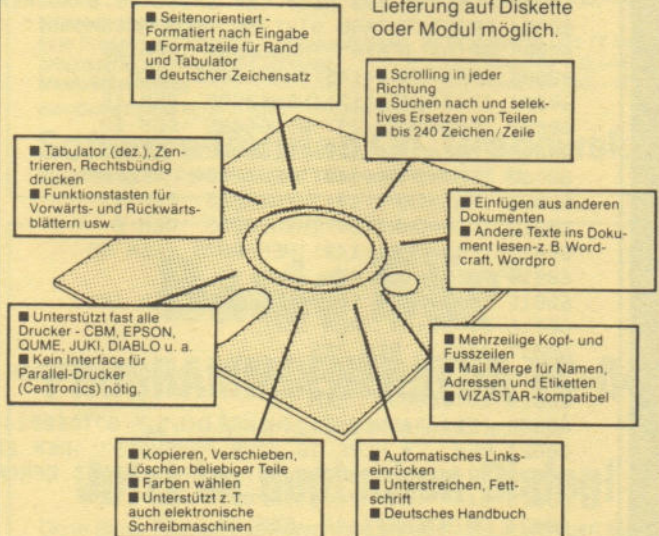 Lieferung auf Diskette
oder Modul möglich.
■ Seitenorientiert -
Formatiert nach Eingabe
■ Formatzeile für Rand
und Tabulator
■ deutscher Zeichensatz
■ Scrolling in jeder
Richtung
■ Suchen nach und selek-
tives Ersetzen von Teilen
■ bis 240 Zeichen/Zeile
■ Tabulator (dez.), Zen-
trieren, Rechtsbündig
drucken
■ Funktionstasten für
Vorwärts- und Rückwärts-
blättern usw.
■ Einfügen aus anderen
Dokumenten
■ Andere Texte ins Doku-
ment lesen-z. B. Word-
craft, Wordpro
■ Unterstützt fast alle
Drucker - CBM, EPSON,
QUME, JUKI, DIABLO u. a.
■ Kein Interface für
Parallel-Drucker
(Centronics) nötig.
■ Mehrzeilige Kopf- und
Fusszeilen
■ Mail Merge für Namen,
Adressen und Etiketten
■ VIZASTAR-kompatibel
■ Kopieren, Verschieben,
Löschen beliebiger Teile
■ Farben wählen
■ Unterstützt z. T.
auch elektronische
Schreibmaschinen
■ Automatisches Links-
einrücken
■ Unterstreichen, Fett-
schrift
■ Deutsches Handbuch